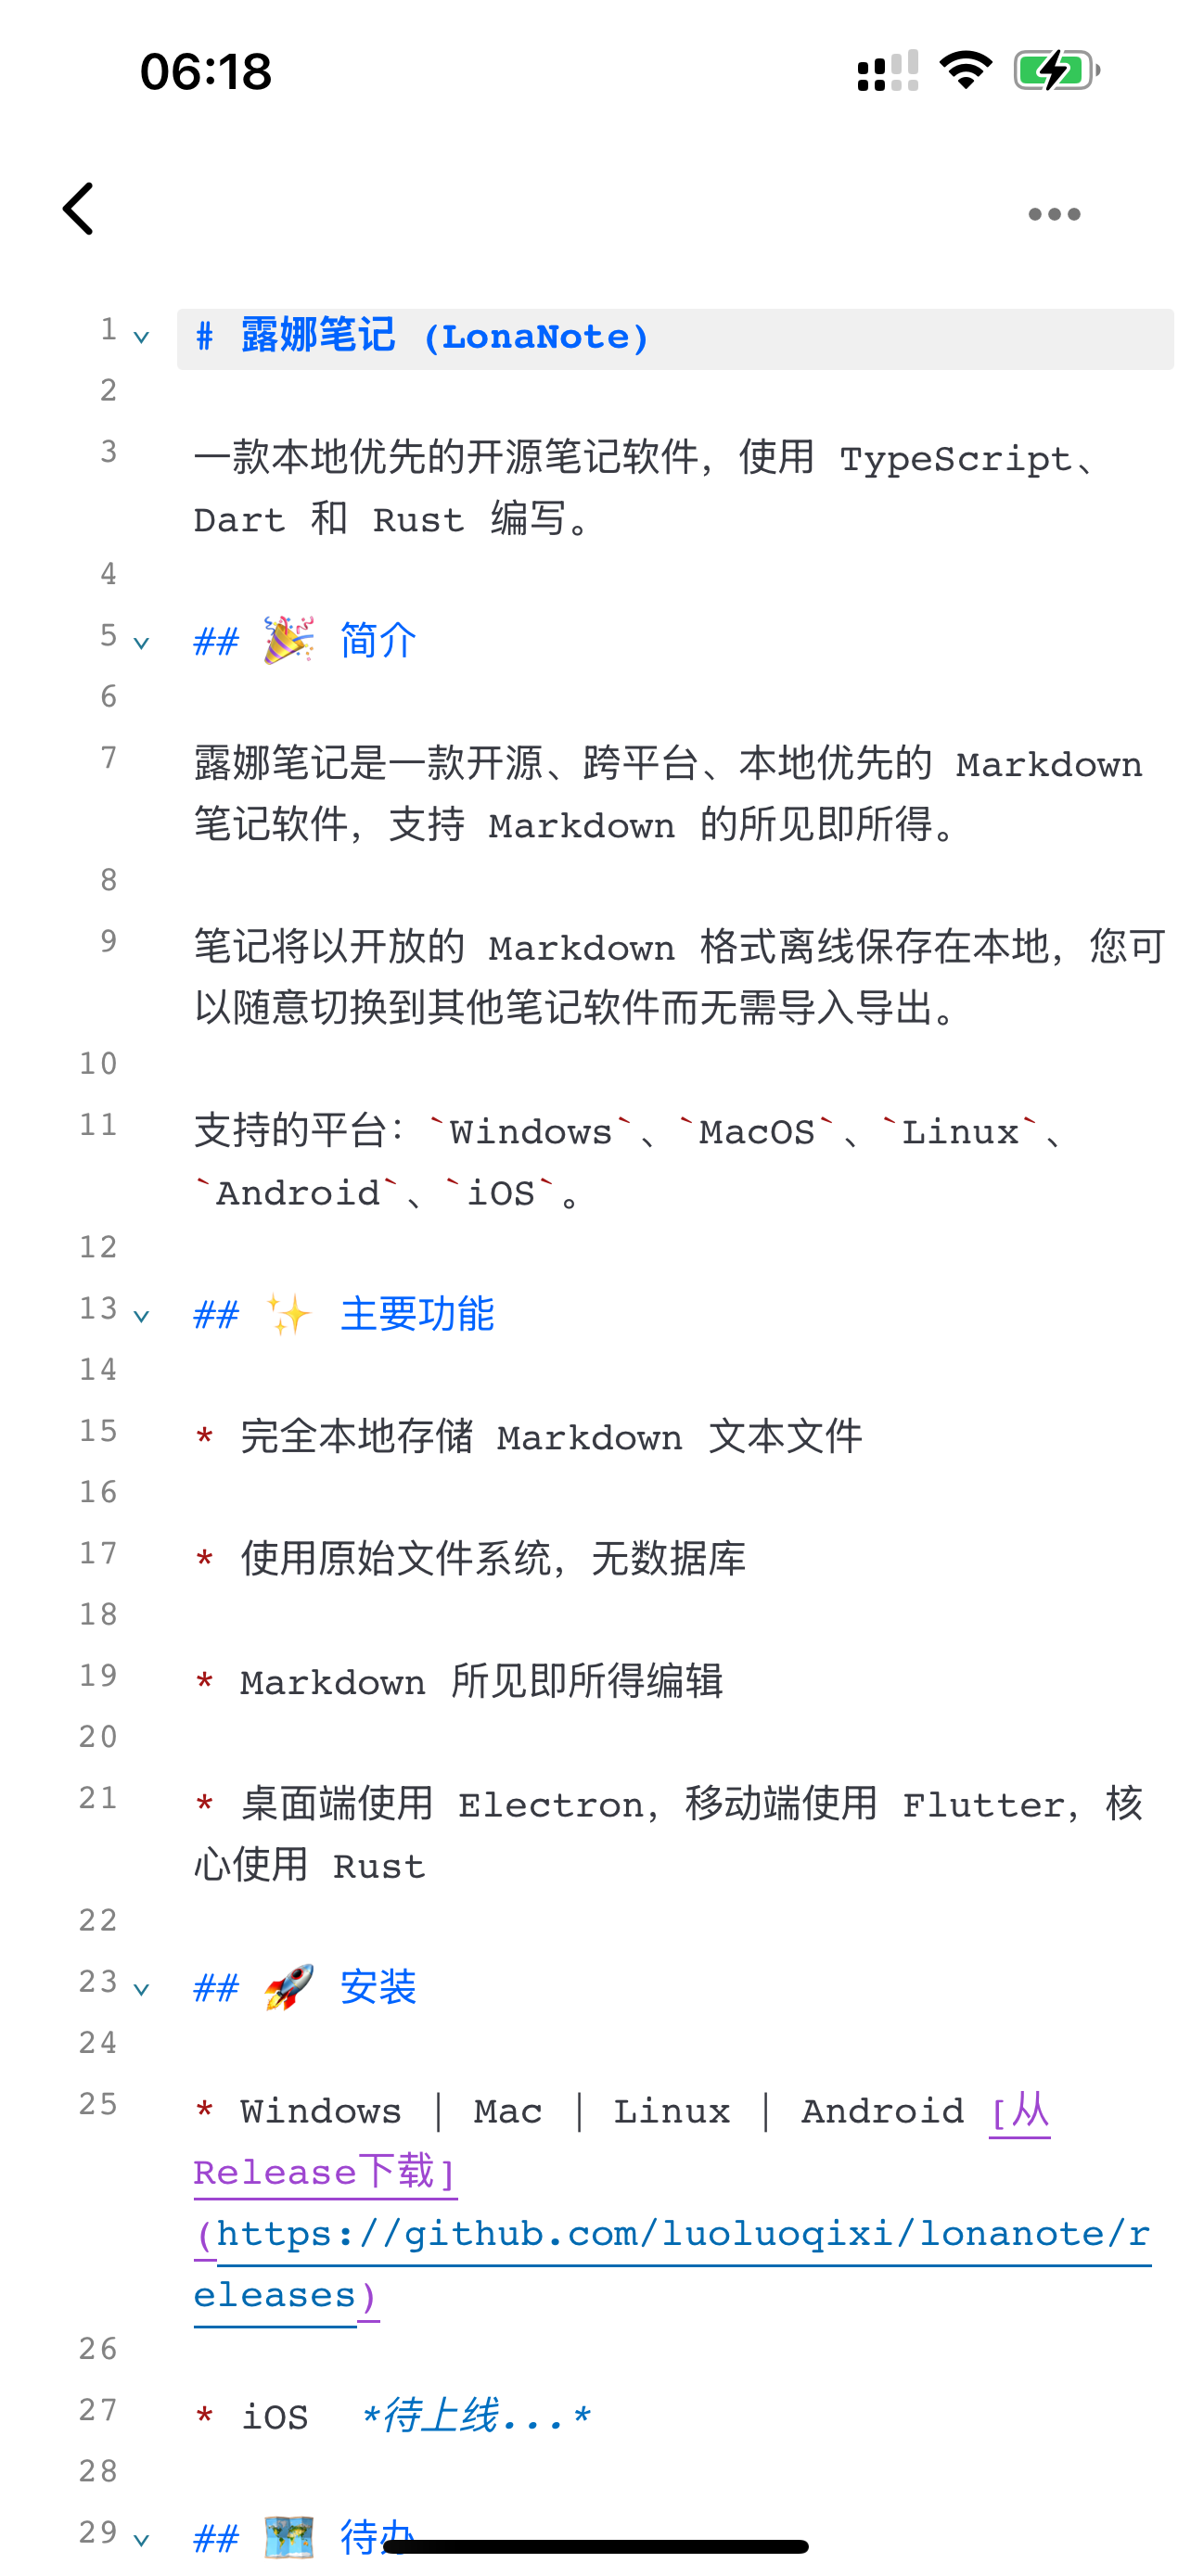 06:18
1 # 露娜笔记 (LonaNote)
2
3 一款本地优先的开源笔记软件，使用 TypeScript、
Dart 和 Rust 编写。
4
5 ## 🎉 简介
6
7 露娜笔记是一款开源、跨平台、本地优先的 Markdown
笔记软件，支持 Markdown 的所见即所得。
8
9 笔记将以开放的 Markdown 格式离线保存在本地，您可
以随意切换到其他笔记软件而无需导入导出。
10
11 支持的平台：`Windows`、`MacOS`、`Linux`、
`Android`、`iOS`。
12
13 ## ✨ 主要功能
14
15 * 完全本地存储 Markdown 文本文件
16
17 * 使用原始文件系统，无数据库
18
19 * Markdown 所见即所得编辑
20
21 * 桌面端使用 Electron，移动端使用 Flutter，核
心使用 Rust
22
23 ## 🚀 安装
24
25 * Windows | Mac | Linux | Android [从
Release下载]
(https://github.com/luoluoqixi/lonanote/r
eleases)
26
27 * iOS *待上线...*
28
29 ## 🗺️ 待办